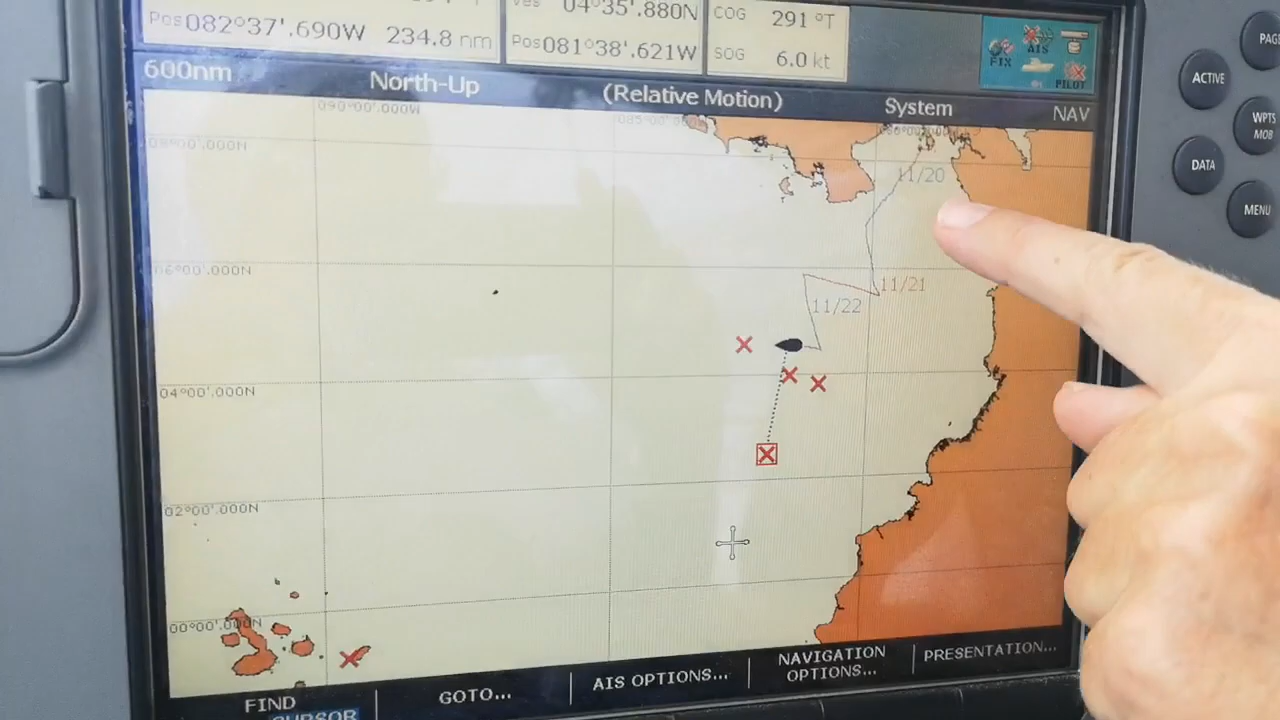 Pos 082°37'.690W 234.8 nm
Ves 04°35'.880N
Pos 081°38'.621W
COG 291 °T
SOG 6.0 kt
FIX
AIS
PILOT
PAGE
ACTIVE
WPTS
MOB
DATA
MENU
600nm North-Up (Relative Motion) System NAV
090°00'.000W
085°00'
08°00'.000N
11/20
06°00'.000N
11/21
11/22
04°00'.000N
02°00'.000N
00°00'.000N
FIND
CURSOR
GOTO...
AIS OPTIONS...
NAVIGATION
OPTIONS...
PRESENTATION...